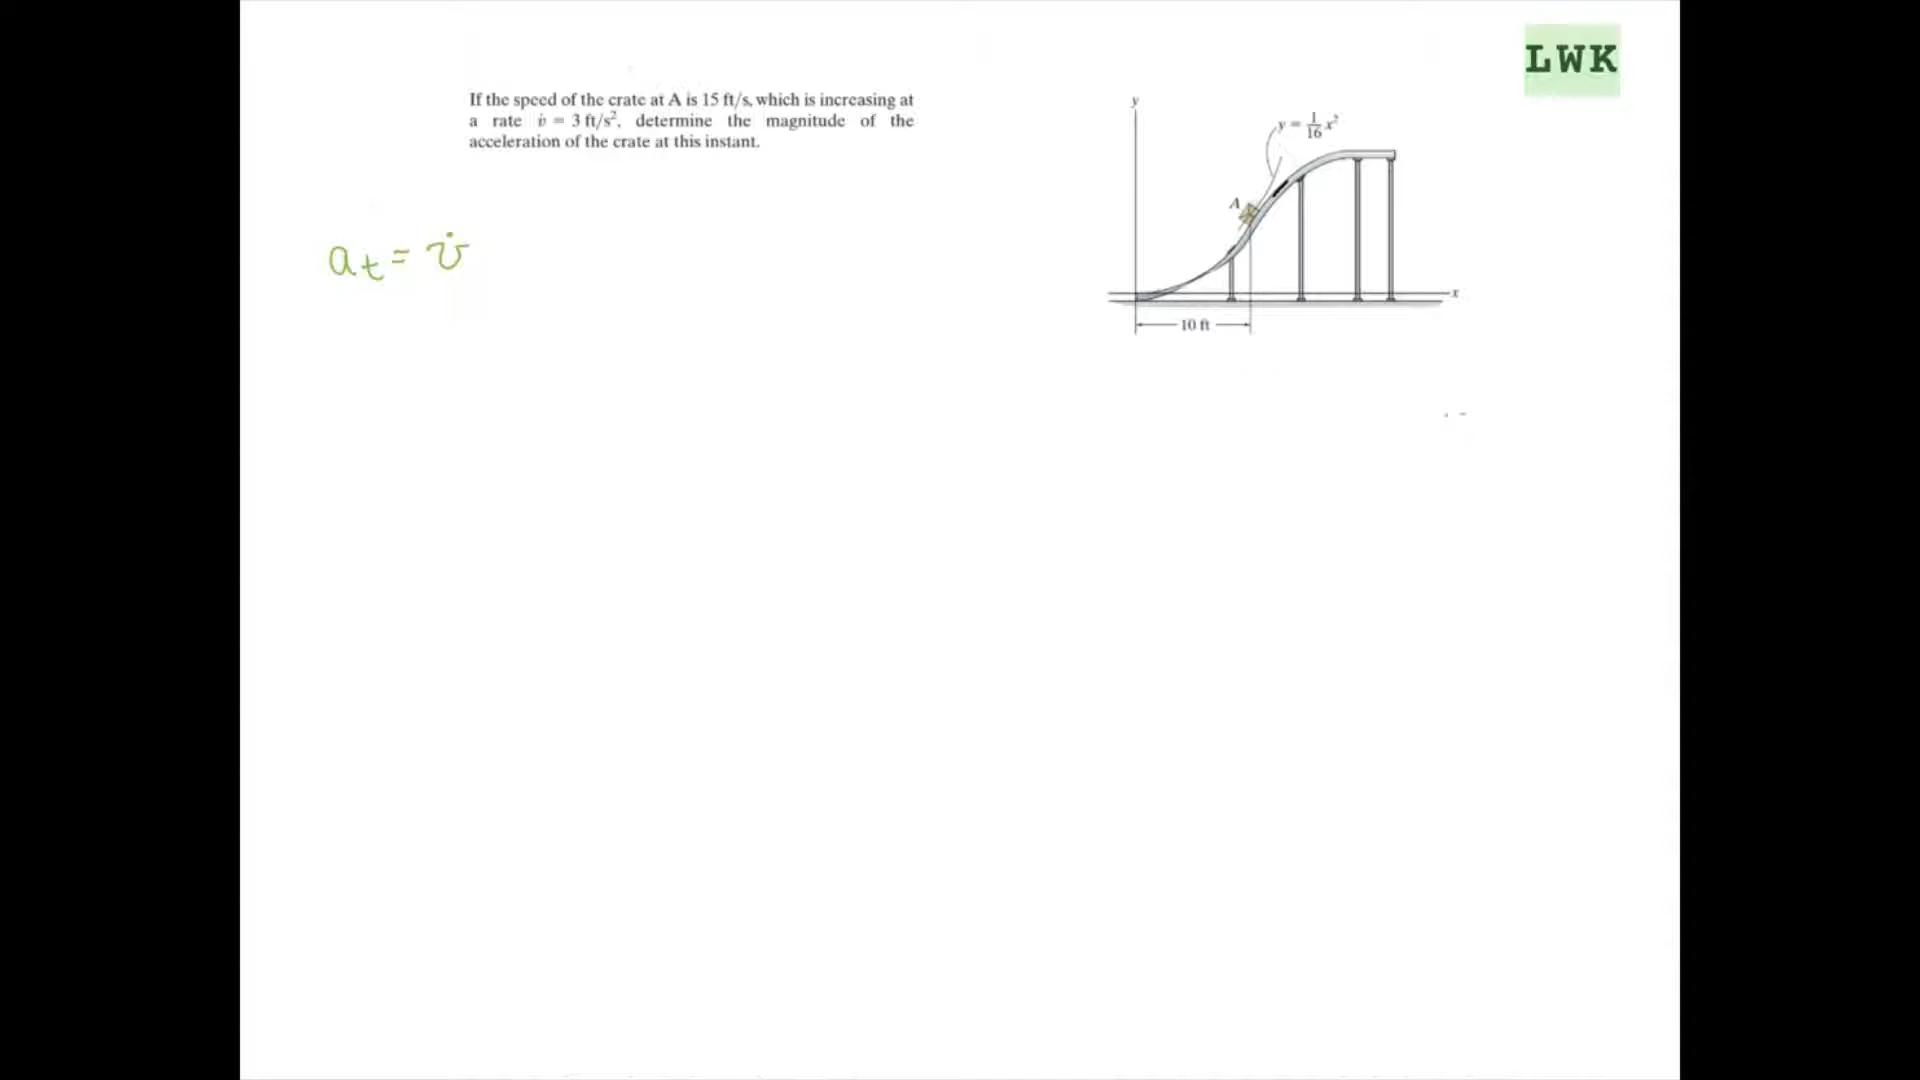 LWK
If the speed of the crate at A is 15 ft/s, which is increasing at
a rate v̇ = 3 ft/s², determine the magnitude of the
acceleration of the crate at this instant.
y
y = 1/16 x²
A
x
10 ft
a_t = v̇